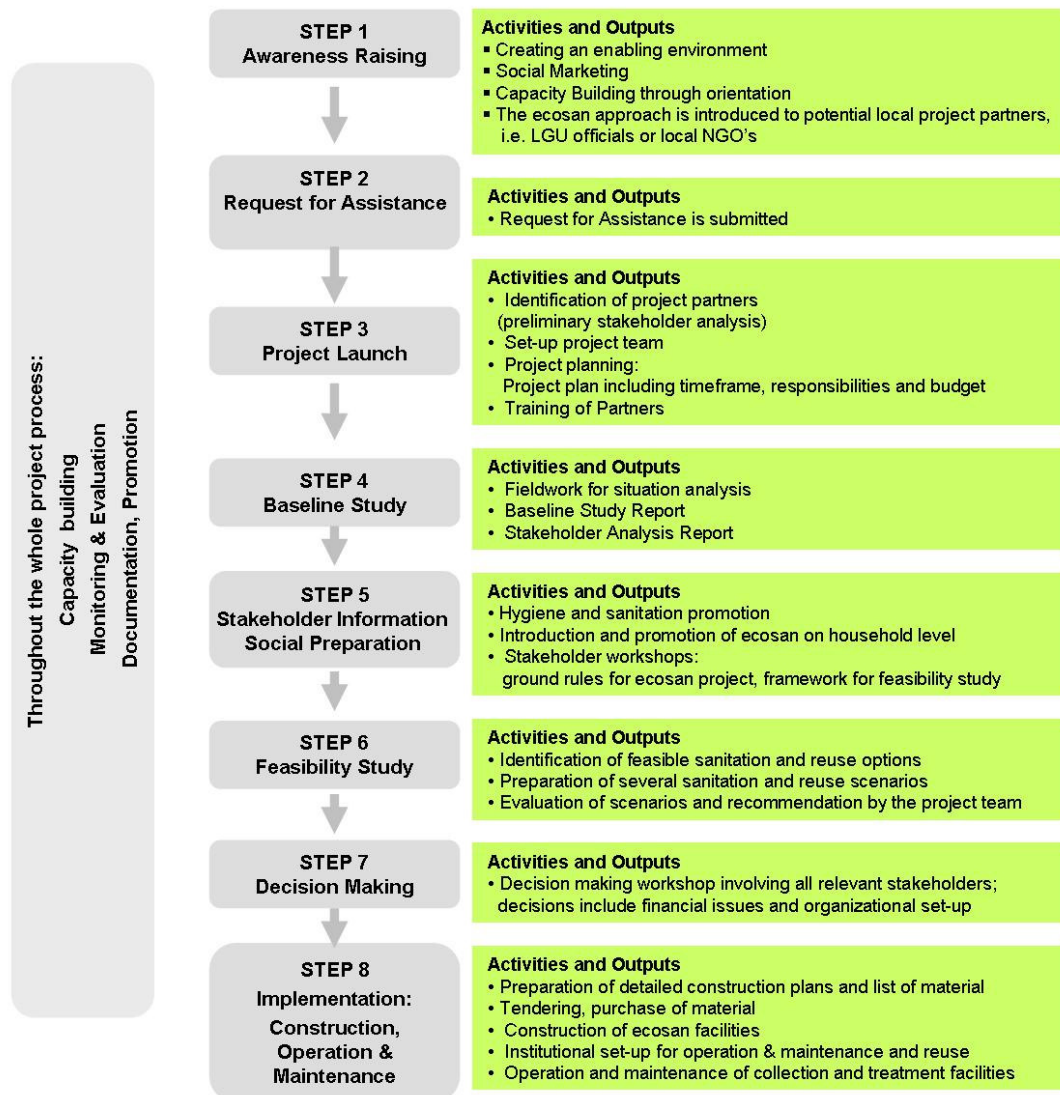 Throughout the whole project process:
Capacity building
Monitoring & Evaluation
Documentation, Promotion
STEP 1
Awareness Raising
Activities and Outputs
▪ Creating an enabling environment
▪ Social Marketing
▪ Capacity Building through orientation
▪ The ecosan approach is introduced to potential local project partners,
i.e. LGU officials or local NGO's
STEP 2
Request for Assistance
Activities and Outputs
• Request for Assistance is submitted
STEP 3
Project Launch
Activities and Outputs
• Identification of project partners
(preliminary stakeholder analysis)
• Set-up project team
• Project planning:
Project plan including timeframe, responsibilities and budget
• Training of Partners
STEP 4
Baseline Study
Activities and Outputs
• Fieldwork for situation analysis
• Baseline Study Report
• Stakeholder Analysis Report
STEP 5
Stakeholder Information
Social Preparation
Activities and Outputs
• Hygiene and sanitation promotion
• Introduction and promotion of ecosan on household level
• Stakeholder workshops:
ground rules for ecosan project, framework for feasibility study
STEP 6
Feasibility Study
Activities and Outputs
• Identification of feasible sanitation and reuse options
• Preparation of several sanitation and reuse scenarios
• Evaluation of scenarios and recommendation by the project team
STEP 7
Decision Making
Activities and Outputs
• Decision making workshop involving all relevant stakeholders;
decisions include financial issues and organizational set-up
STEP 8
Implementation:
Construction,
Operation &
Maintenance
Activities and Outputs
• Preparation of detailed construction plans and list of material
• Tendering, purchase of material
• Construction of ecosan facilities
• Institutional set-up for operation & maintenance and reuse
• Operation and maintenance of collection and treatment facilities